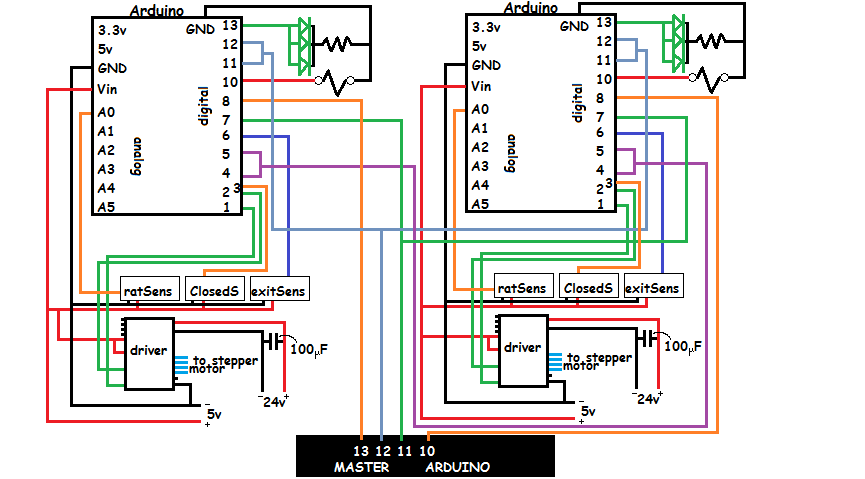 Arduino
3.3v
5v
GND
Vin
A0
A1
A2
A3
A4
A5
analog
GND
digital
13
12
11
10
8
7
6
5
4
3
2
1
ratSens
ClosedS
exitSens
driver
to stepper
motor
100μF
- 24v +
-
5v
+
Arduino
3.3v
5v
GND
Vin
A0
A1
A2
A3
A4
A5
analog
GND
digital
13
12
11
10
8
7
6
5
4
3
2
1
ratSens
ClosedS
exitSens
driver
to stepper
motor
100μF
- 24v +
-
5v
+
13 12 11 10
MASTER ARDUINO